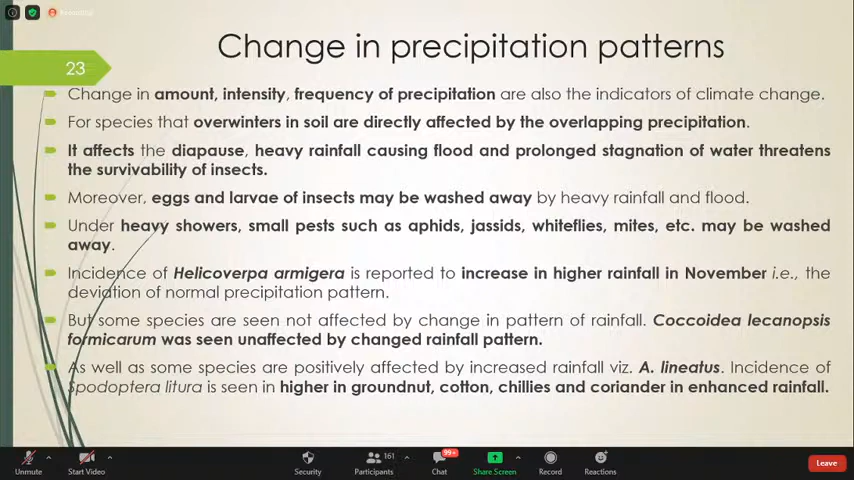 Recording
Change in precipitation patterns
23
Change in amount, intensity, frequency of precipitation are also the indicators of climate change.
For species that overwinters in soil are directly affected by the overlapping precipitation.
It affects the diapause, heavy rainfall causing flood and prolonged stagnation of water threatens
the survivability of insects.
Moreover, eggs and larvae of insects may be washed away by heavy rainfall and flood.
Under heavy showers, small pests such as aphids, jassids, whiteflies, mites, etc. may be washed
away.
Incidence of Helicoverpa armigera is reported to increase in higher rainfall in November i.e., the
deviation of normal precipitation pattern.
But some species are seen not affected by change in pattern of rainfall. Coccoidea lecanopsis
formicarum was seen unaffected by changed rainfall pattern.
As well as some species are positively affected by increased rainfall viz. A. lineatus. Incidence of
Spodoptera litura is seen in higher in groundnut, cotton, chillies and coriander in enhanced rainfall.
161
99+
Unmute
Start Video
Security
Participants
Chat
Share Screen
Record
Reactions
Leave